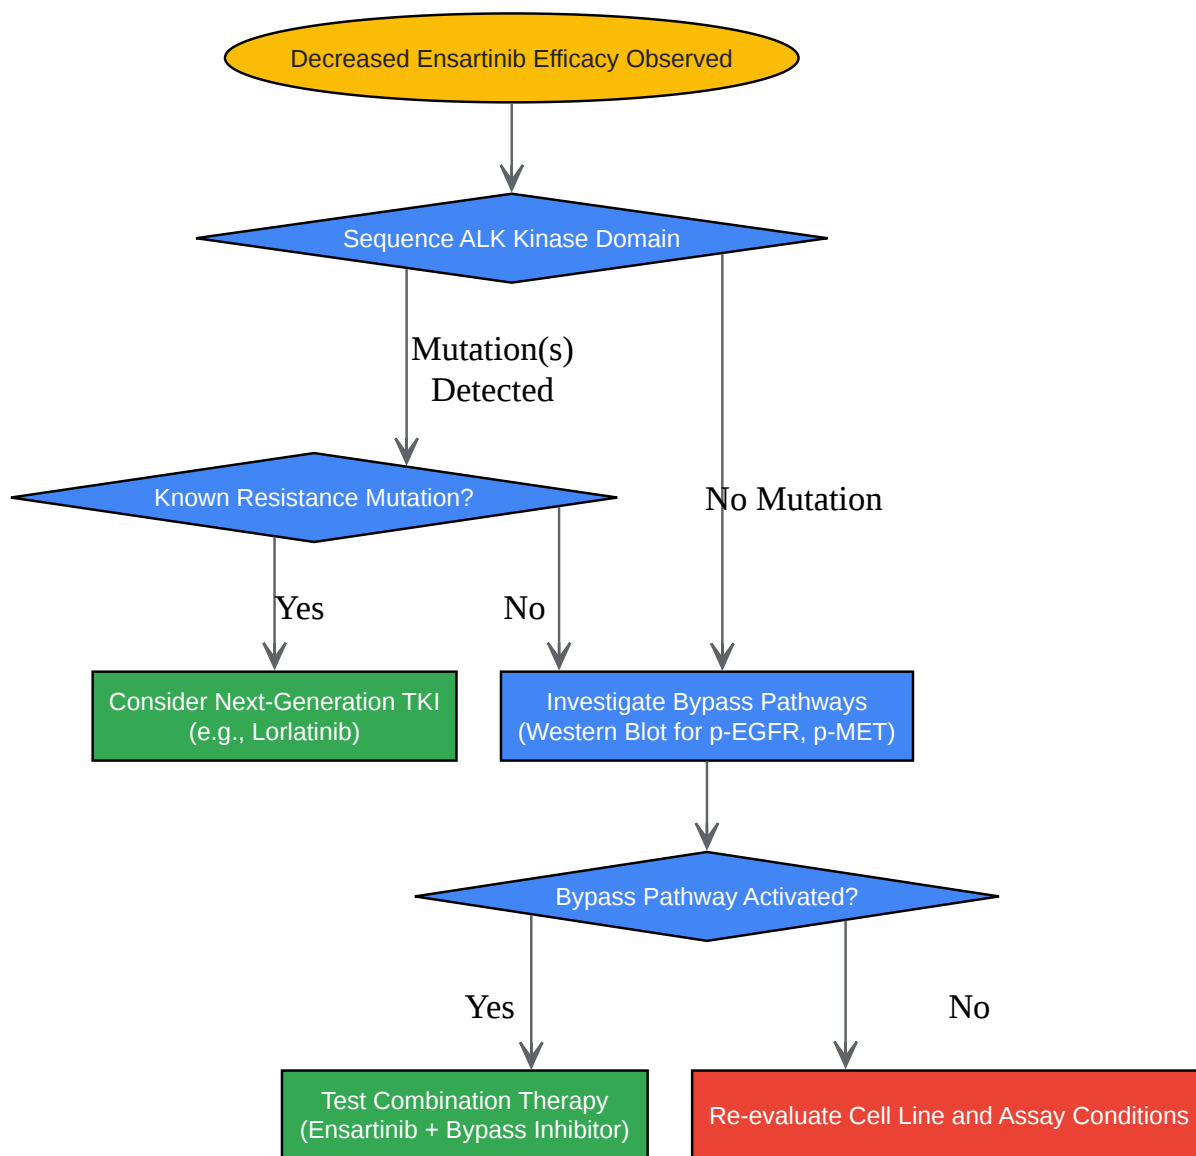 Decreased Ensartinib Efficacy Observed
Sequence ALK Kinase Domain
Mutation(s)
Detected
Known Resistance Mutation?
No Mutation
Yes
No
Consider Next-Generation TKI
(e.g., Lorlatinib)
Investigate Bypass Pathways
(Western Blot for p-EGFR, p-MET)
Bypass Pathway Activated?
Yes
No
Test Combination Therapy
(Ensartinib + Bypass Inhibitor)
Re-evaluate Cell Line and Assay Conditions